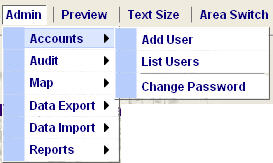 Admin Preview Text Size Area Switch
Accounts Add User
Audit List Users
Map Change Password
Data Export
Data Import
Reports